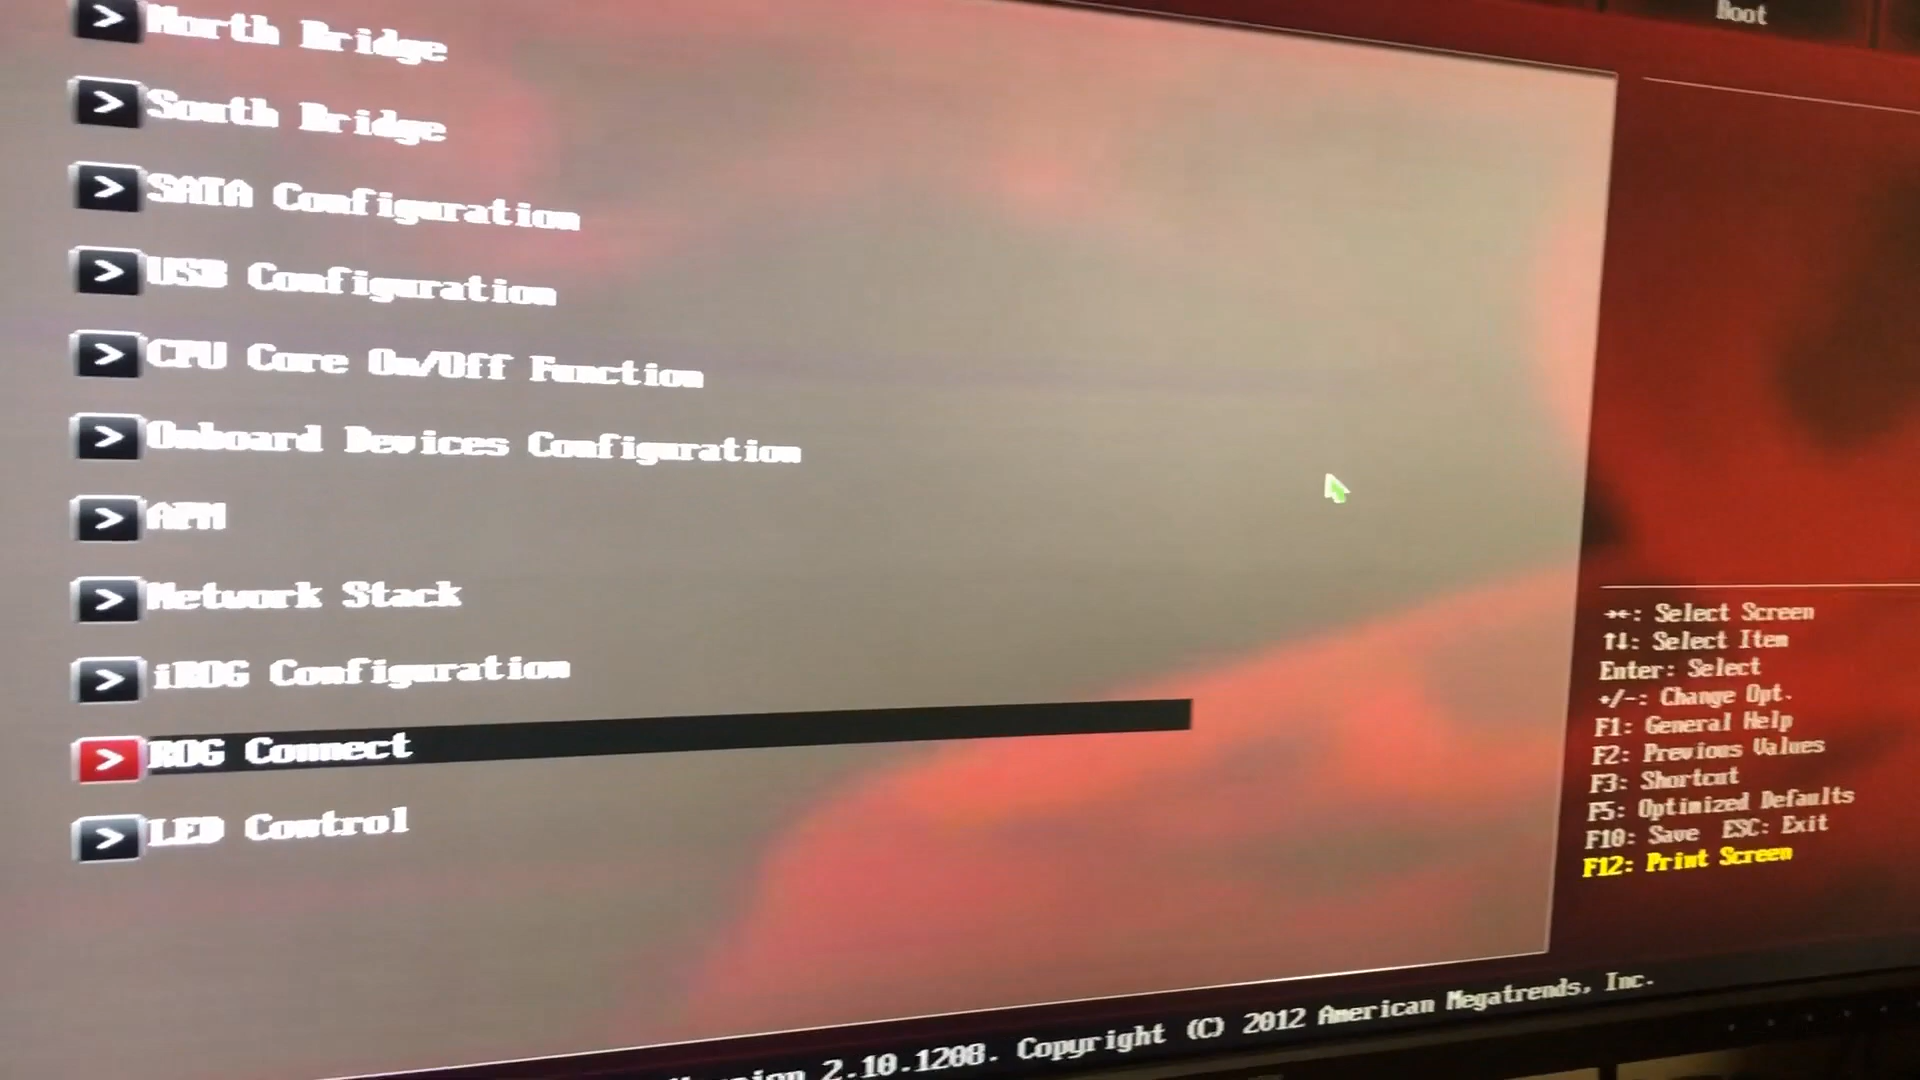 Boot
North Bridge
South Bridge
SATA Configuration
USB Configuration
CPU Core On/Off Function
Onboard Devices Configuration
APM
Network Stack
iROG Configuration
ROG Connect
LED Control
→←: Select Screen
↑↓: Select Item
Enter: Select
+/-: Change Opt.
F1: General Help
F2: Previous Values
F3: Shortcut
F5: Optimized Defaults
F10: Save ESC: Exit
F12: Print Screen
Version 2.10.1208. Copyright (C) 2012 American Megatrends, Inc.